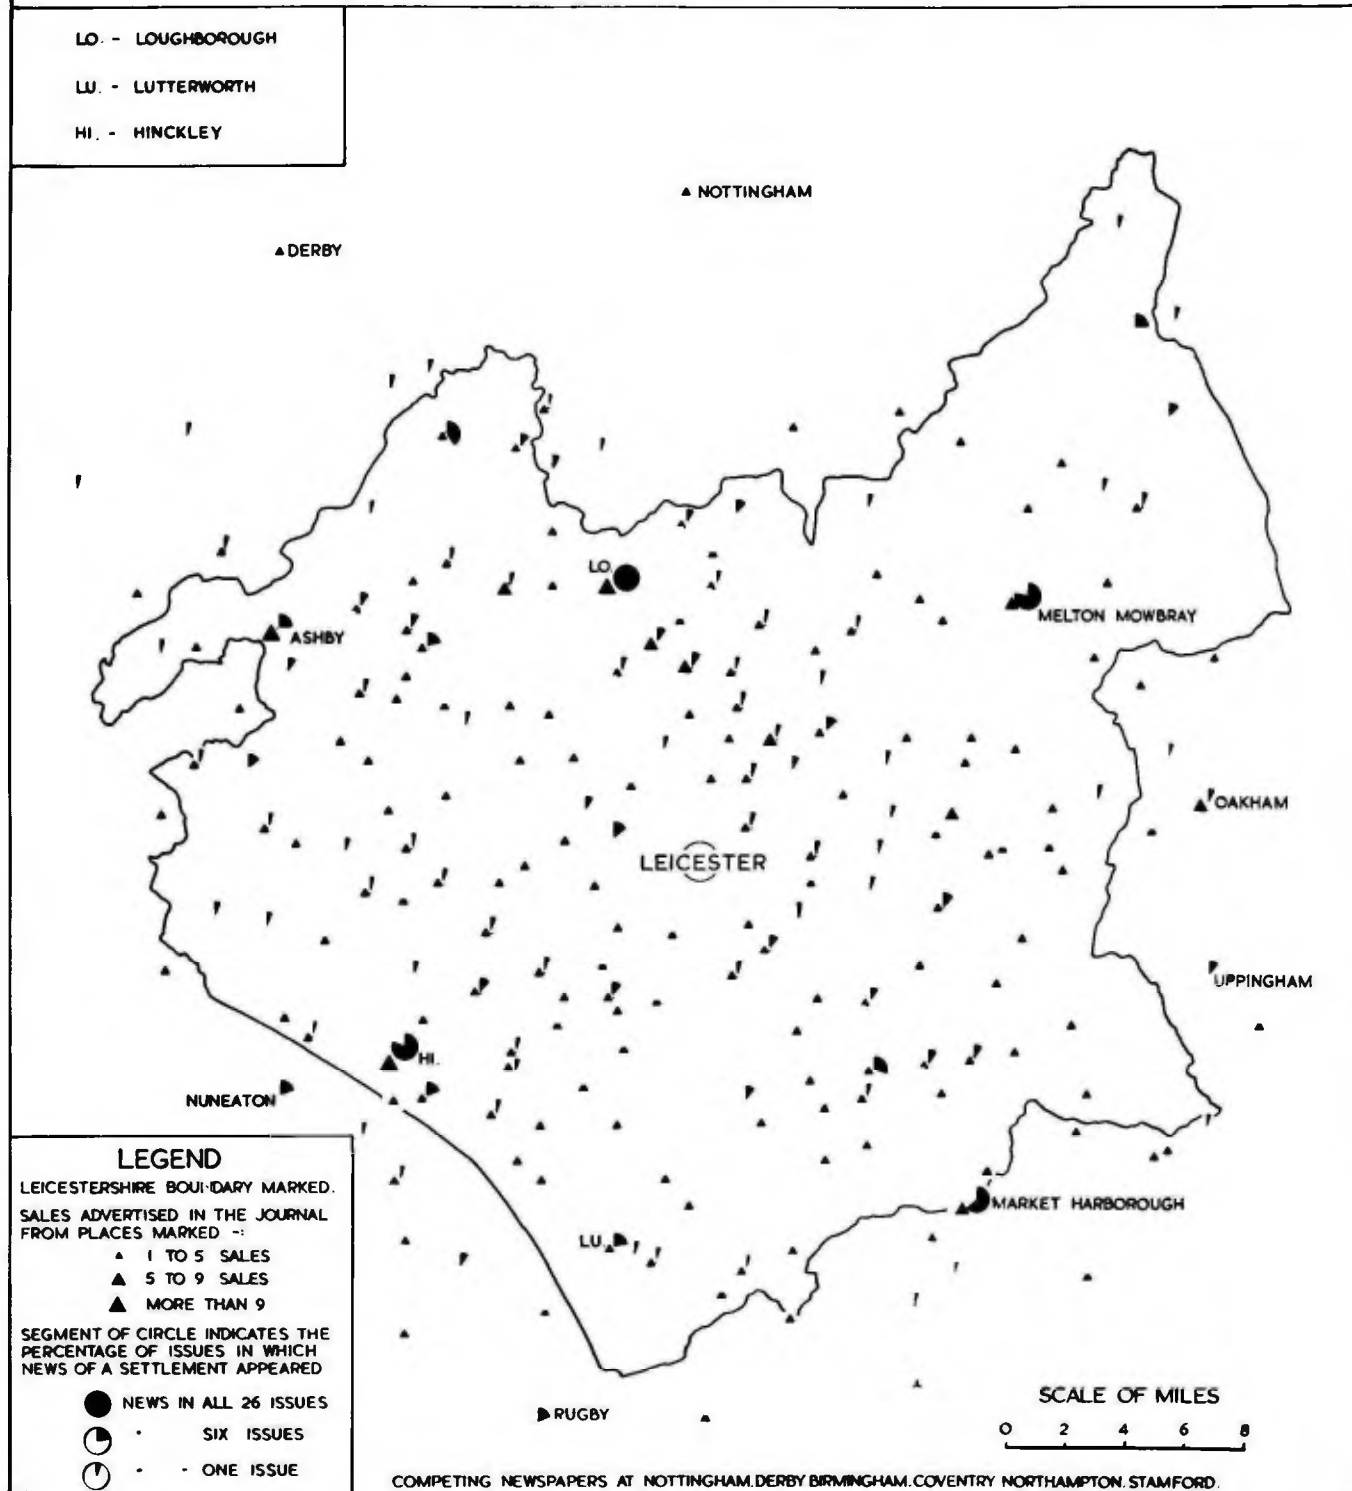 LO. - LOUGHBOROUGH
LU. - LUTTERWORTH
HI. - HINCKLEY
NOTTINGHAM
DERBY
LO.
MELTON MOWBRAY
ASHBY
OAKHAM
LEICESTER
UPPINGHAM
HI.
NUNEATON
MARKET HARBOROUGH
LU.
RUGBY
LEGEND
LEICESTERSHIRE BOUNDARY MARKED.
SALES ADVERTISED IN THE JOURNAL
FROM PLACES MARKED -:
1 TO 5 SALES
5 TO 9 SALES
MORE THAN 9
SEGMENT OF CIRCLE INDICATES THE
PERCENTAGE OF ISSUES IN WHICH
NEWS OF A SETTLEMENT APPEARED
NEWS IN ALL 26 ISSUES
" SIX ISSUES
" " ONE ISSUE
SCALE OF MILES
0 2 4 6 8
COMPETING NEWSPAPERS AT NOTTINGHAM. DERBY BIRMINGHAM. COVENTRY NORTHAMPTON. STAMFORD.